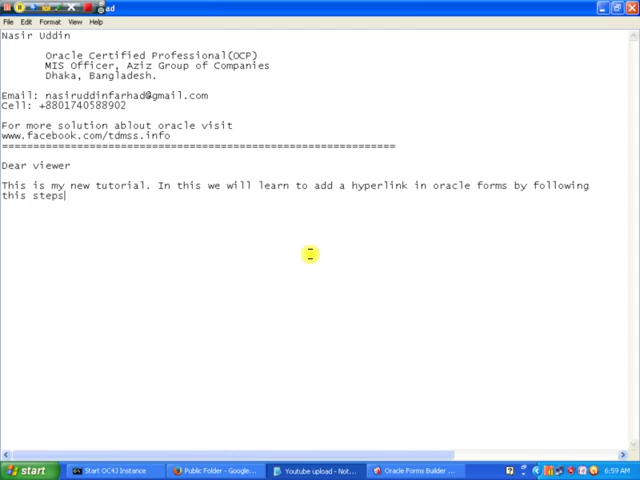 ad
File Edit Format View Help
Nasir Uddin
Oracle Certified Professional(OCP)
MIS Officer, Aziz Group of Companies
Dhaka, Bangladesh.
Email: nasiruddinfarhad@gmail.com
Cell: +8801740588902
For more solution ablout oracle visit
www.facebook.com/tdmss.info
============================================================
Dear viewer
This is my new tutorial. In this we will learn to add a hyperlink in oracle forms by following
this steps
start Start OC4J Instance Public Folder - Google... Youtube upload - Not... Oracle Forms Builder ... 6:59 AM